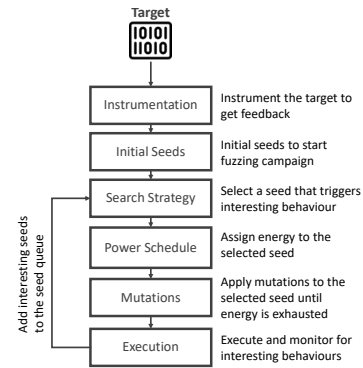 Target
10101
11010
Instrumentation
Instrument the target to
get feedback
Initial Seeds
Initial seeds to start
fuzzing campaign
Search Strategy
Select a seed that triggers
interesting behaviour
Power Schedule
Assign energy to the
selected seed
Mutations
Apply mutations to the
selected seed until
energy is exhausted
Execution
Execute and monitor for
interesting behaviours
Add interesting seeds
to the seed queue